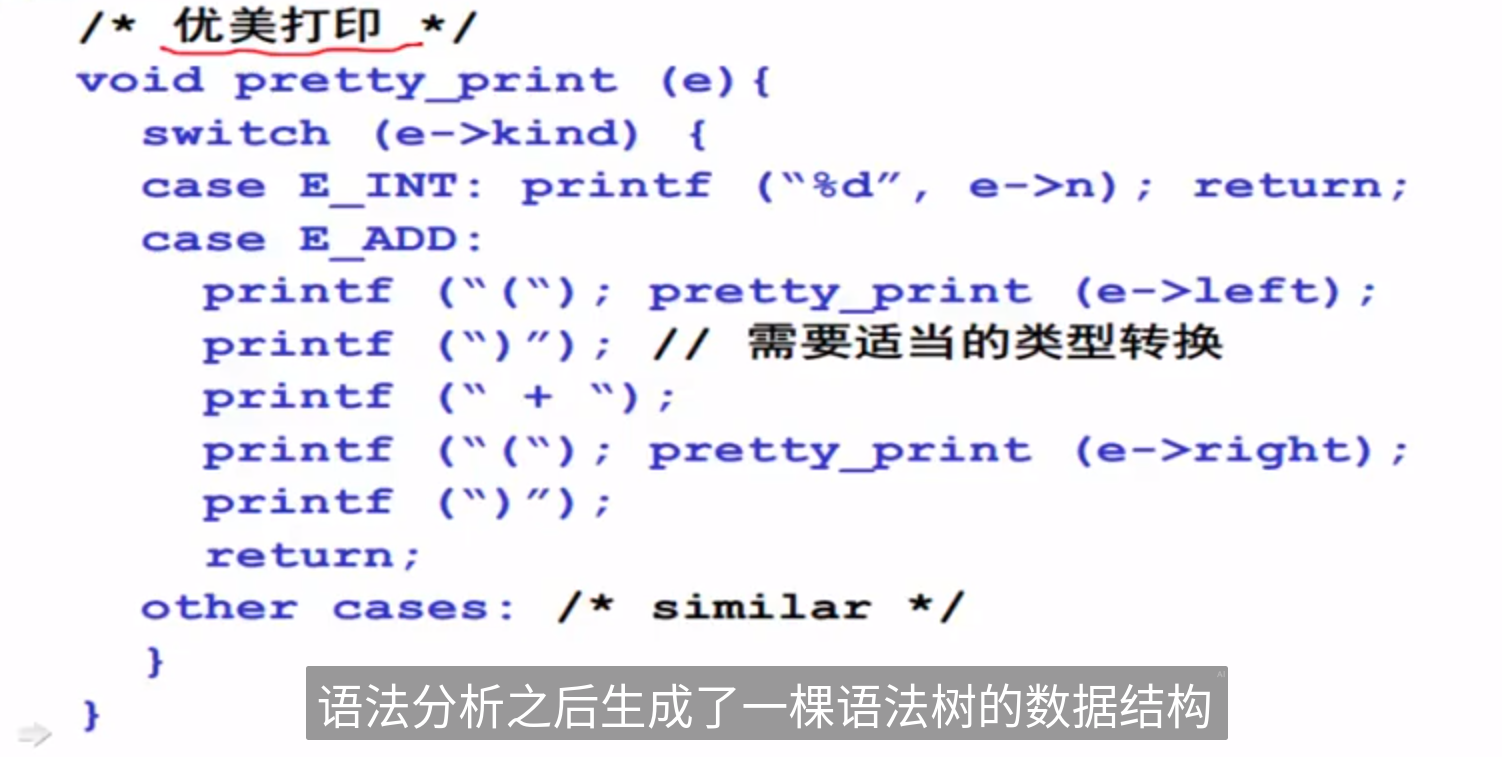 /* 优美打印 */
void pretty_print (e){
switch (e->kind) {
case E_INT: printf (“%d”, e->n); return;
case E_ADD:
printf (“(“); pretty_print (e->left);
printf (“)”); // 需要适当的类型转换
printf (“ + “);
printf (“(“); pretty_print (e->right);
printf (“)”);
return;
other cases: /* similar */
}
}
AI
语法分析之后生成了一棵语法树的数据结构